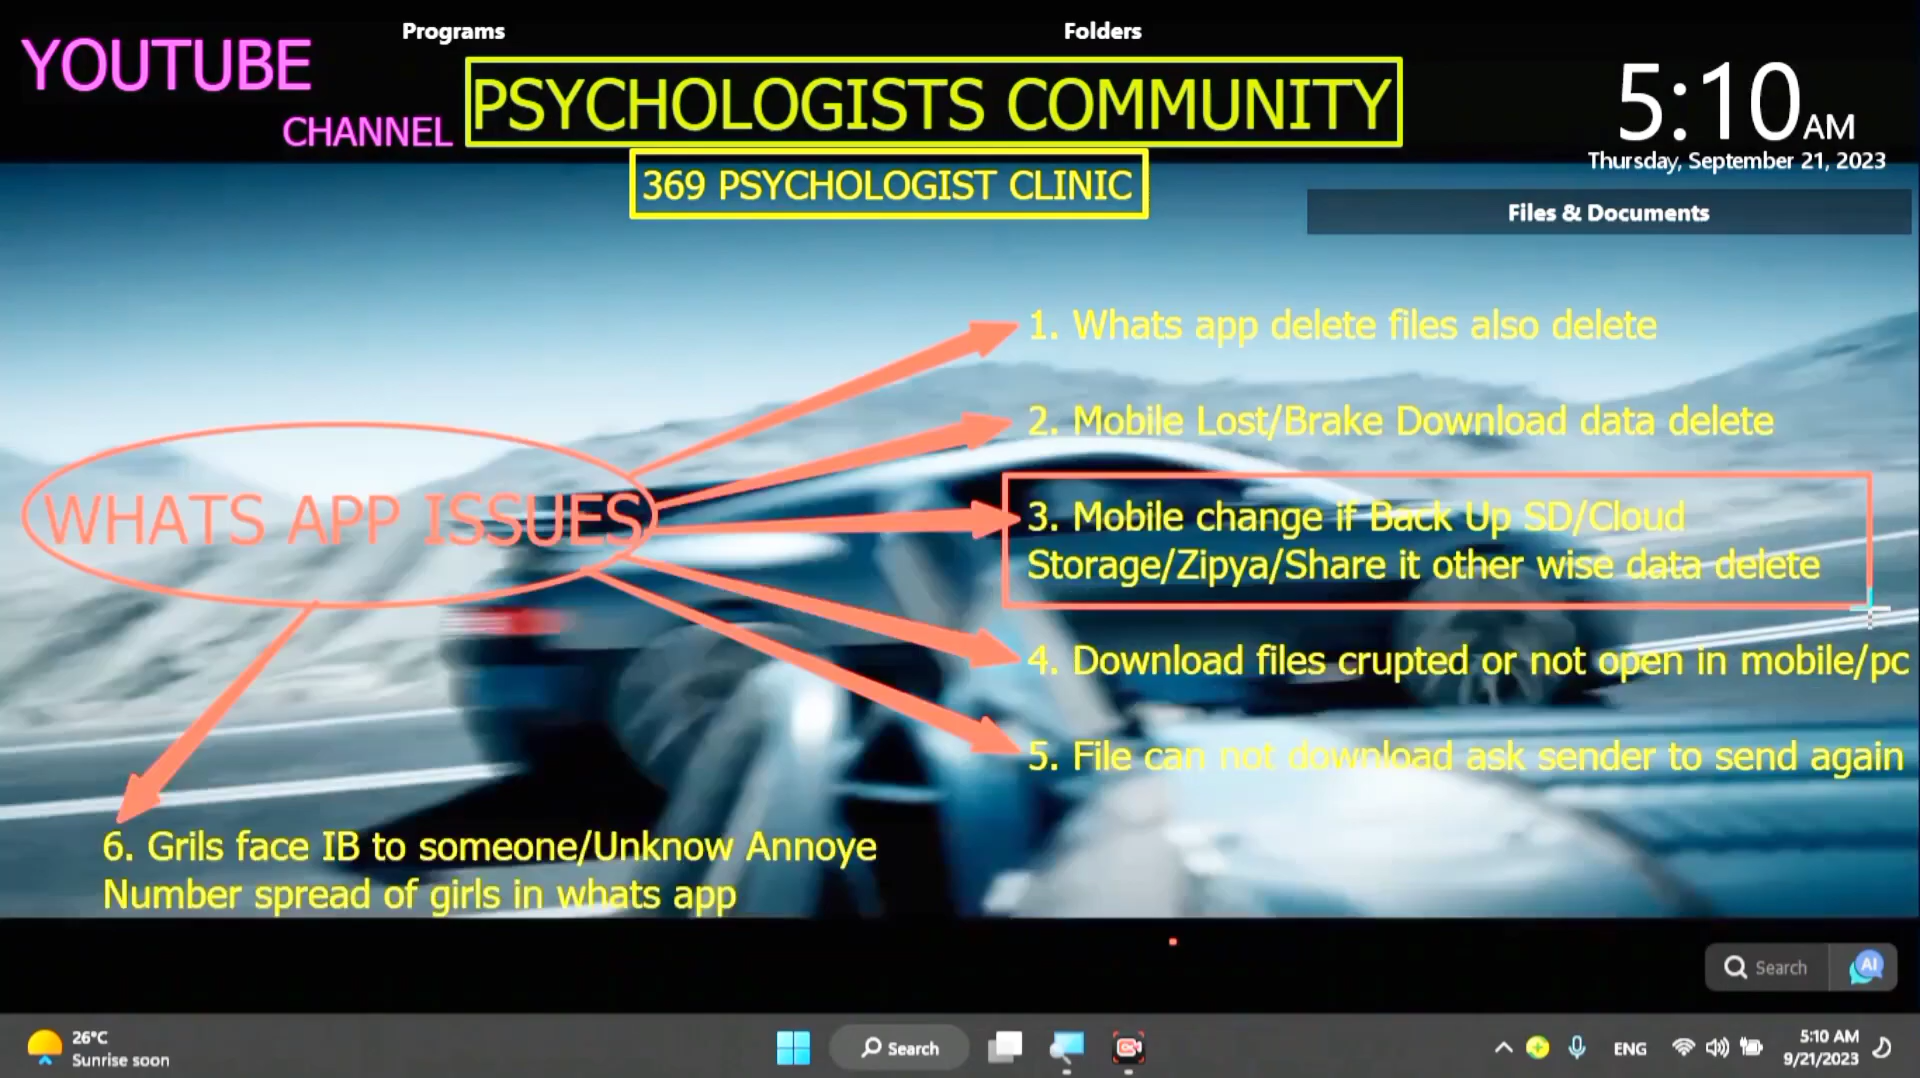 Programs
Folders
YOUTUBE
CHANNEL
PSYCHOLOGISTS COMMUNITY
369 PSYCHOLOGIST CLINIC
5:10 AM
Thursday, September 21, 2023
Files & Documents
WHATS APP ISSUES
1. Whats app delete files also delete
2. Mobile Lost/Brake Download data delete
3. Mobile change if Back Up SD/Cloud
Storage/Zipya/Share it other wise data delete
4. Download files crupted or not open in mobile/pc
5. File can not download ask sender to send again
6. Grils face IB to someone/Unknow Annoye
Number spread of girls in whats app
Search
AI
26°C
Sunrise soon
Search
ENG
5:10 AM
9/21/2023